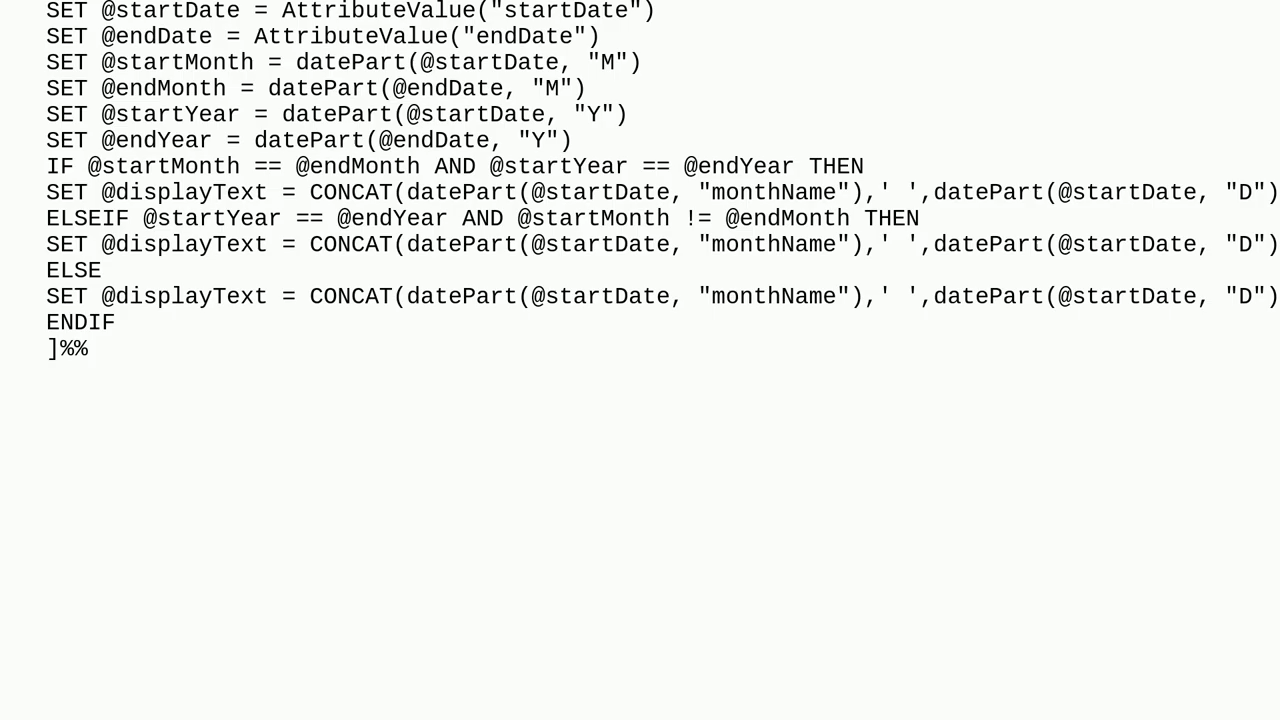 SET @startDate = AttributeValue("startDate")
SET @endDate = AttributeValue("endDate")
SET @startMonth = datePart(@startDate, "M")
SET @endMonth = datePart(@endDate, "M")
SET @startYear = datePart(@startDate, "Y")
SET @endYear = datePart(@endDate, "Y")
IF @startMonth == @endMonth AND @startYear == @endYear THEN
SET @displayText = CONCAT(datePart(@startDate, "monthName"),' ',datePart(@startDate, "D")
ELSEIF @startYear == @endYear AND @startMonth != @endMonth THEN
SET @displayText = CONCAT(datePart(@startDate, "monthName"),' ',datePart(@startDate, "D")
ELSE
SET @displayText = CONCAT(datePart(@startDate, "monthName"),' ',datePart(@startDate, "D")
ENDIF
]%%